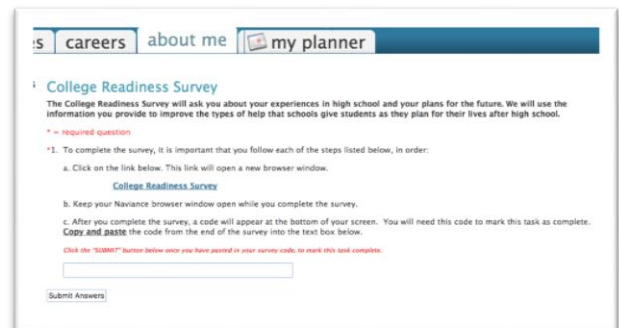 s careers about me my planner
College Readiness Survey
The College Readiness Survey will ask you about your experiences in high school and your plans for the future. We will use the
information you provide to improve the types of help that schools give students as they plan for their lives after high school.
* = required question
*1. To complete the survey, it is important that you follow each of the steps listed below, in order:
a. Click on the link below. This link will open a new browser window.
College Readiness Survey
b. Keep your Naviance browser window open while you complete the survey.
c. After you complete the survey, a code will appear at the bottom of your screen. You will need this code to mark this task as complete.
Copy and paste the code from the end of the survey into the text box below.
Click the "SUBMIT" button below once you have pasted in your survey code, to mark this task complete.
Submit Answers